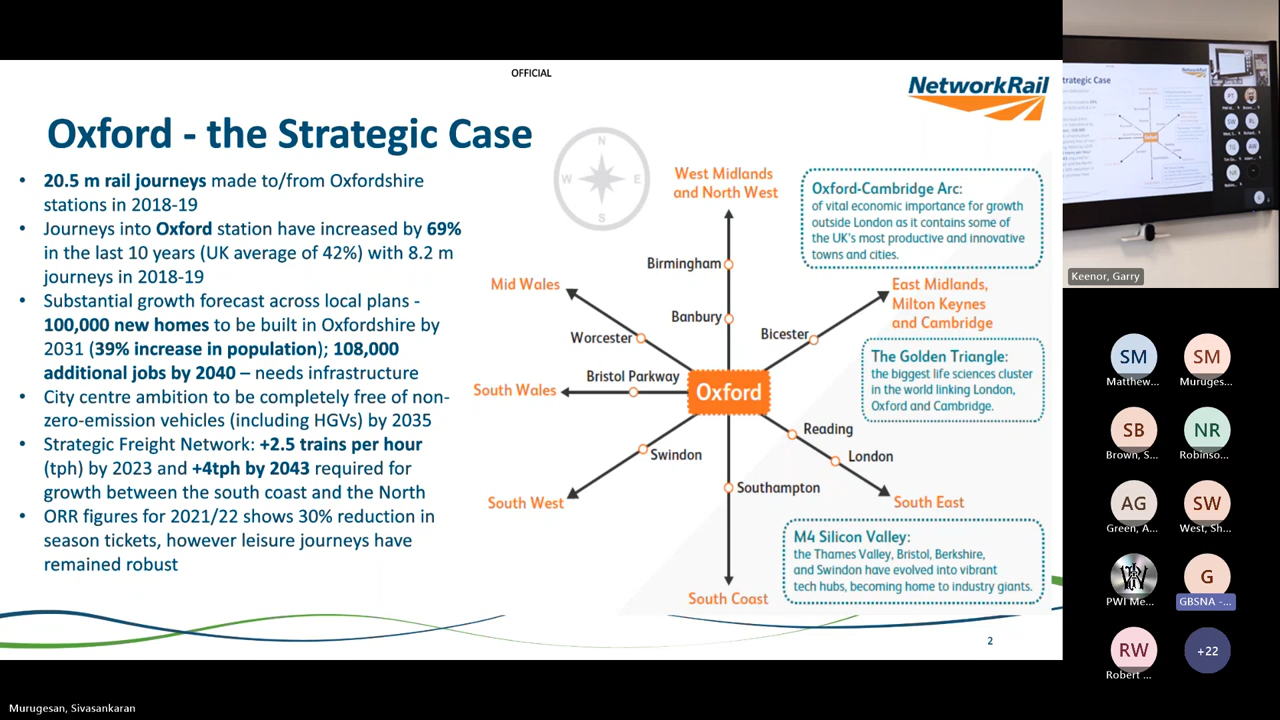 OFFICIAL
NetworkRail
Oxford - the Strategic Case
• 20.5 m rail journeys made to/from Oxfordshire
stations in 2018-19
• Journeys into Oxford station have increased by 69%
in the last 10 years (UK average of 42%) with 8.2 m
journeys in 2018-19
• Substantial growth forecast across local plans -
100,000 new homes to be built in Oxfordshire by
2031 (39% increase in population); 108,000
additional jobs by 2040 – needs infrastructure
• City centre ambition to be completely free of non-
zero-emission vehicles (including HGVs) by 2035
• Strategic Freight Network: +2.5 trains per hour
(tph) by 2023 and +4tph by 2043 required for
growth between the south coast and the North
• ORR figures for 2021/22 shows 30% reduction in
season tickets, however leisure journeys have
remained robust
N
W
E
S
West Midlands
and North West
Birmingham
Banbury
Mid Wales
Worcester
Bristol Parkway
South Wales
Oxford
Swindon
South West
Southampton
South Coast
Bicester
East Midlands,
Milton Keynes
and Cambridge
Reading
London
South East
Oxford-Cambridge Arc:
of vital economic importance for growth
outside London as it contains some of
the UK's most productive and innovative
towns and cities.
The Golden Triangle:
the biggest life sciences cluster
in the world linking London,
Oxford and Cambridge.
M4 Silicon Valley:
the Thames Valley, Bristol, Berkshire,
and Swindon have evolved into vibrant
tech hubs, becoming home to industry giants.
2
Murugesan, Sivasankaran
trategic Case
Oxford
Keenor, Garry
SM
Matthew...
SM
Muruges...
SB
Brown, S...
NR
Robinso...
AG
Green, A...
SW
West, Sh...
PWI Me...
G
GBSNA -...
RW
Robert ...
+22